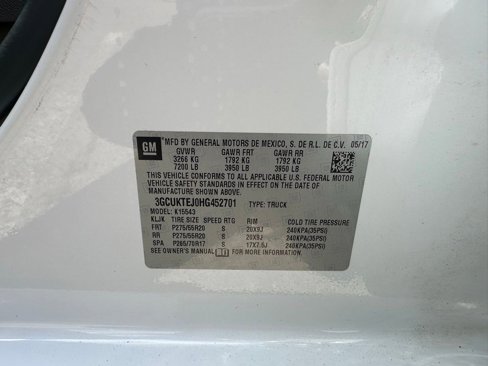 GM
*MFD BY GENERAL MOTORS DE MEXICO, S. DE R.L. DE C.V. 05/17
GVWR GAWR FRT GAWR RR
3266 KG 1792 KG 1792 KG
7200 LB 3950 LB 3950 LB
THIS VEHICLE CONFORMS TO ALL APPLICABLE U.S. FEDERAL MOTOR
VEHICLE SAFETY STANDARDS IN EFFECT ON THE DATE OF
MANUFACTURE SHOWN ABOVE.
3GCUKTEJ0HG452701 TYPE: TRUCK
MODEL: K15543
KLJK TIRE SIZE SPEED RTG RIM COLD TIRE PRESSURE
FRT P275/55R20 S 20X9J 240KPA(35PSI)
RR P275/55R20 S 20X9J 240KPA(35PSI)
SPA P265/70R17 S 17X7.5J 240KPA(35PSI)
SEE OWNER'S MANUAL FOR MORE INFORMATION.